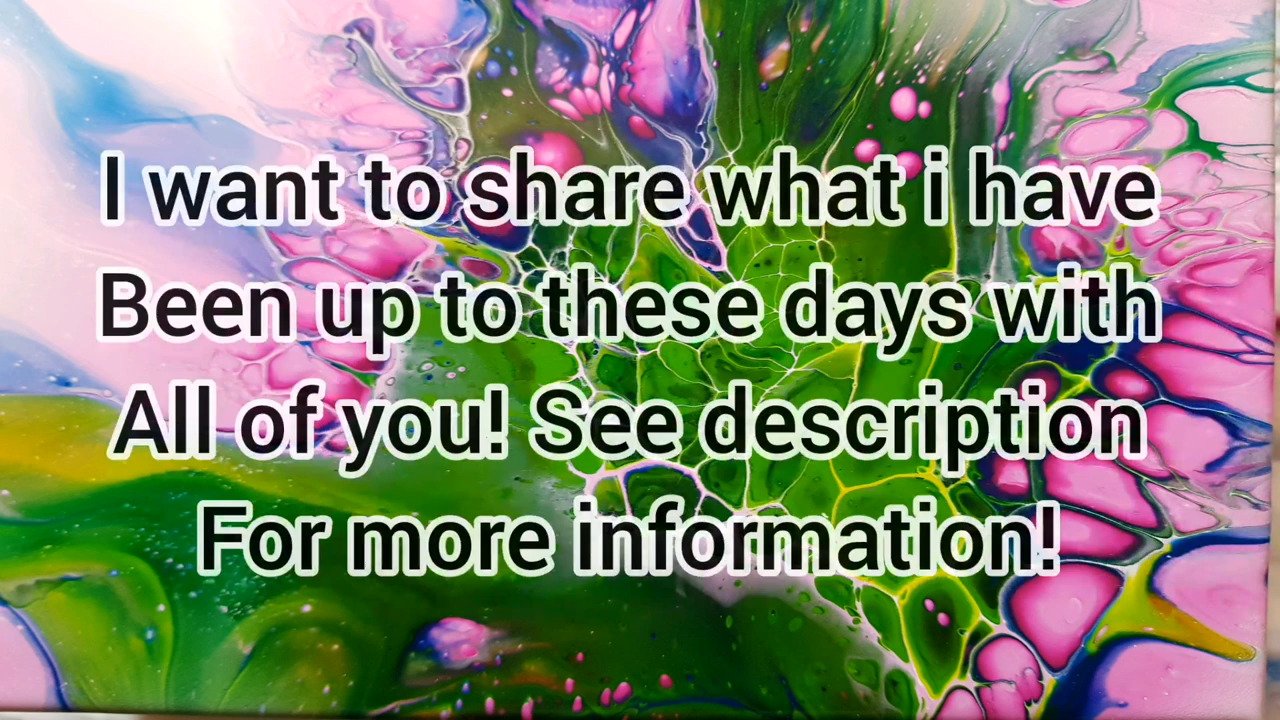 I want to share what i have
Been up to these days with
All of you! See description
For more information!